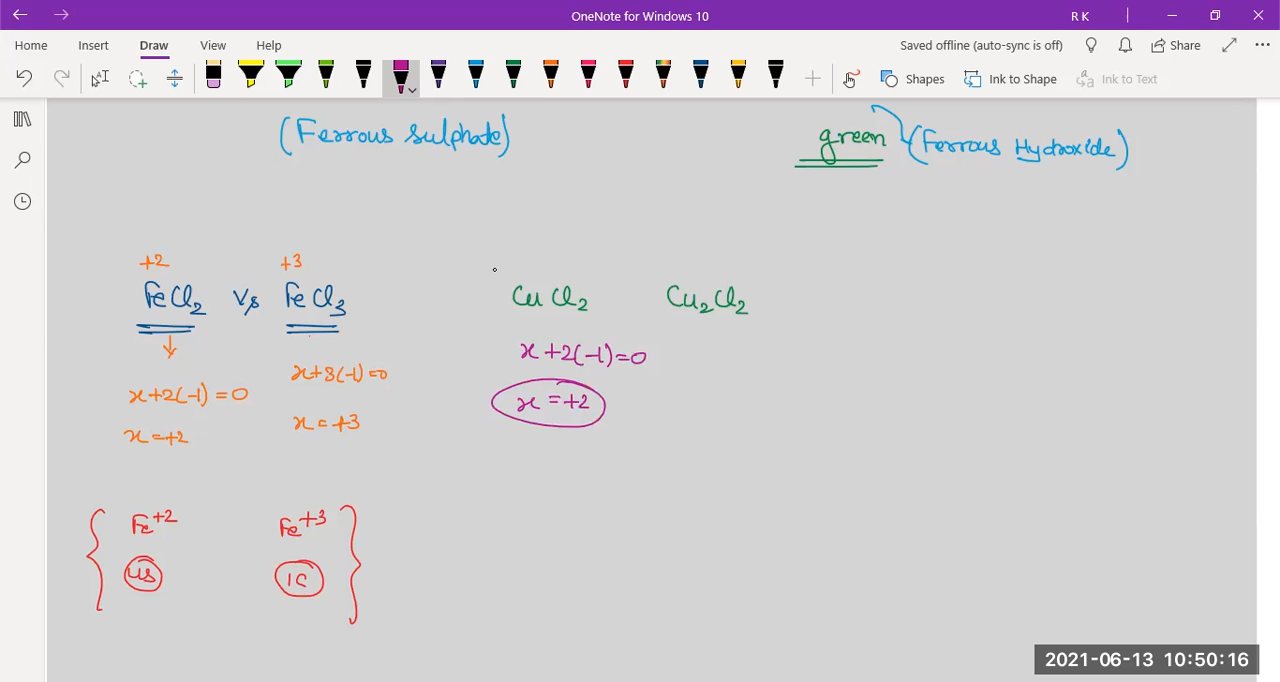 OneNote for Windows 10
R K
Home Insert Draw View Help
Saved offline (auto-sync is off) Share
Shapes Ink to Shape Ink to Text
(Ferrous sulphate)
green (Ferrous Hydroxide)
+2 +3
FeCl2 V/s FeCl3 CuCl2 Cu2Cl2
x+2(-1)=0 x+3(-1)=0 x+2(-1)=0
x=+2 x=+3 x=+2
Fe+2 Fe+3
us ic
2021-06-13 10:50:16